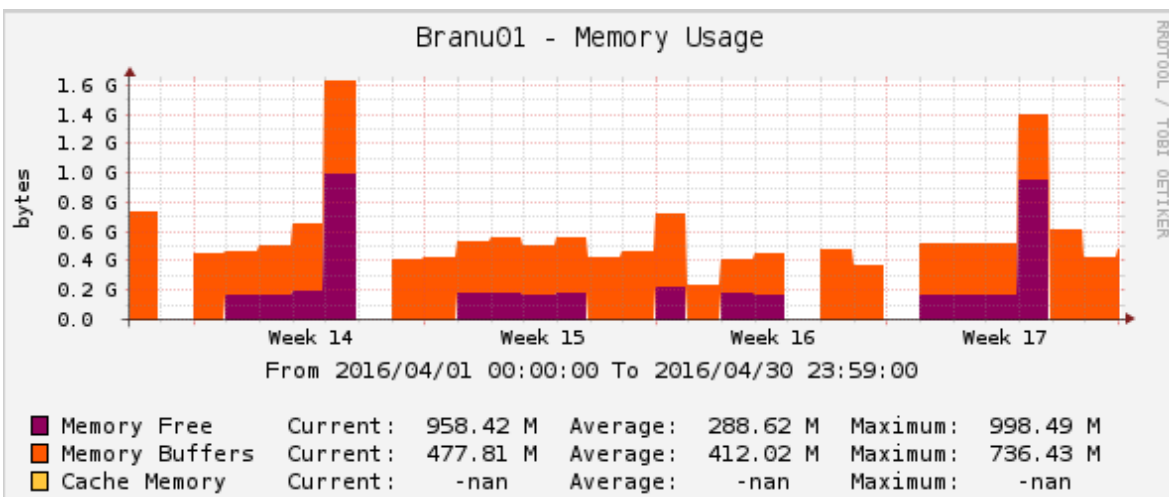 Branu01 - Memory Usage
RRDTOOL / TOBI OETIKER
bytes
1.6 G
1.4 G
1.2 G
1.0 G
0.8 G
0.6 G
0.4 G
0.2 G
0.0
Week 14 Week 15 Week 16 Week 17
From 2016/04/01 00:00:00 To 2016/04/30 23:59:00
Memory Free Current: 958.42 M Average: 288.62 M Maximum: 998.49 M
Memory Buffers Current: 477.81 M Average: 412.02 M Maximum: 736.43 M
Cache Memory Current: -nan Average: -nan Maximum: -nan